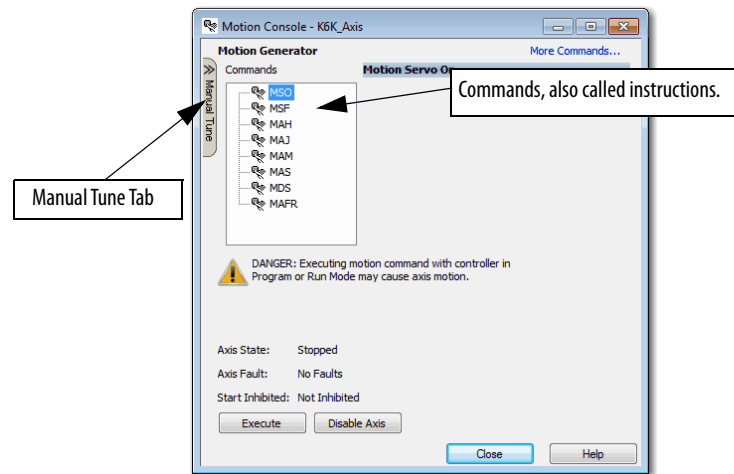 Motion Console - K6K_Axis
Motion Generator
More Commands...
Commands
Motion Servo On
Manual Tune
MSO
MSF
MAH
MAJ
MAM
MAS
MDS
MAFR
Commands, also called instructions.
Manual Tune Tab
DANGER: Executing motion command with controller in
Program or Run Mode may cause axis motion.
Axis State: Stopped
Axis Fault: No Faults
Start Inhibited: Not Inhibited
Execute
Disable Axis
Close
Help